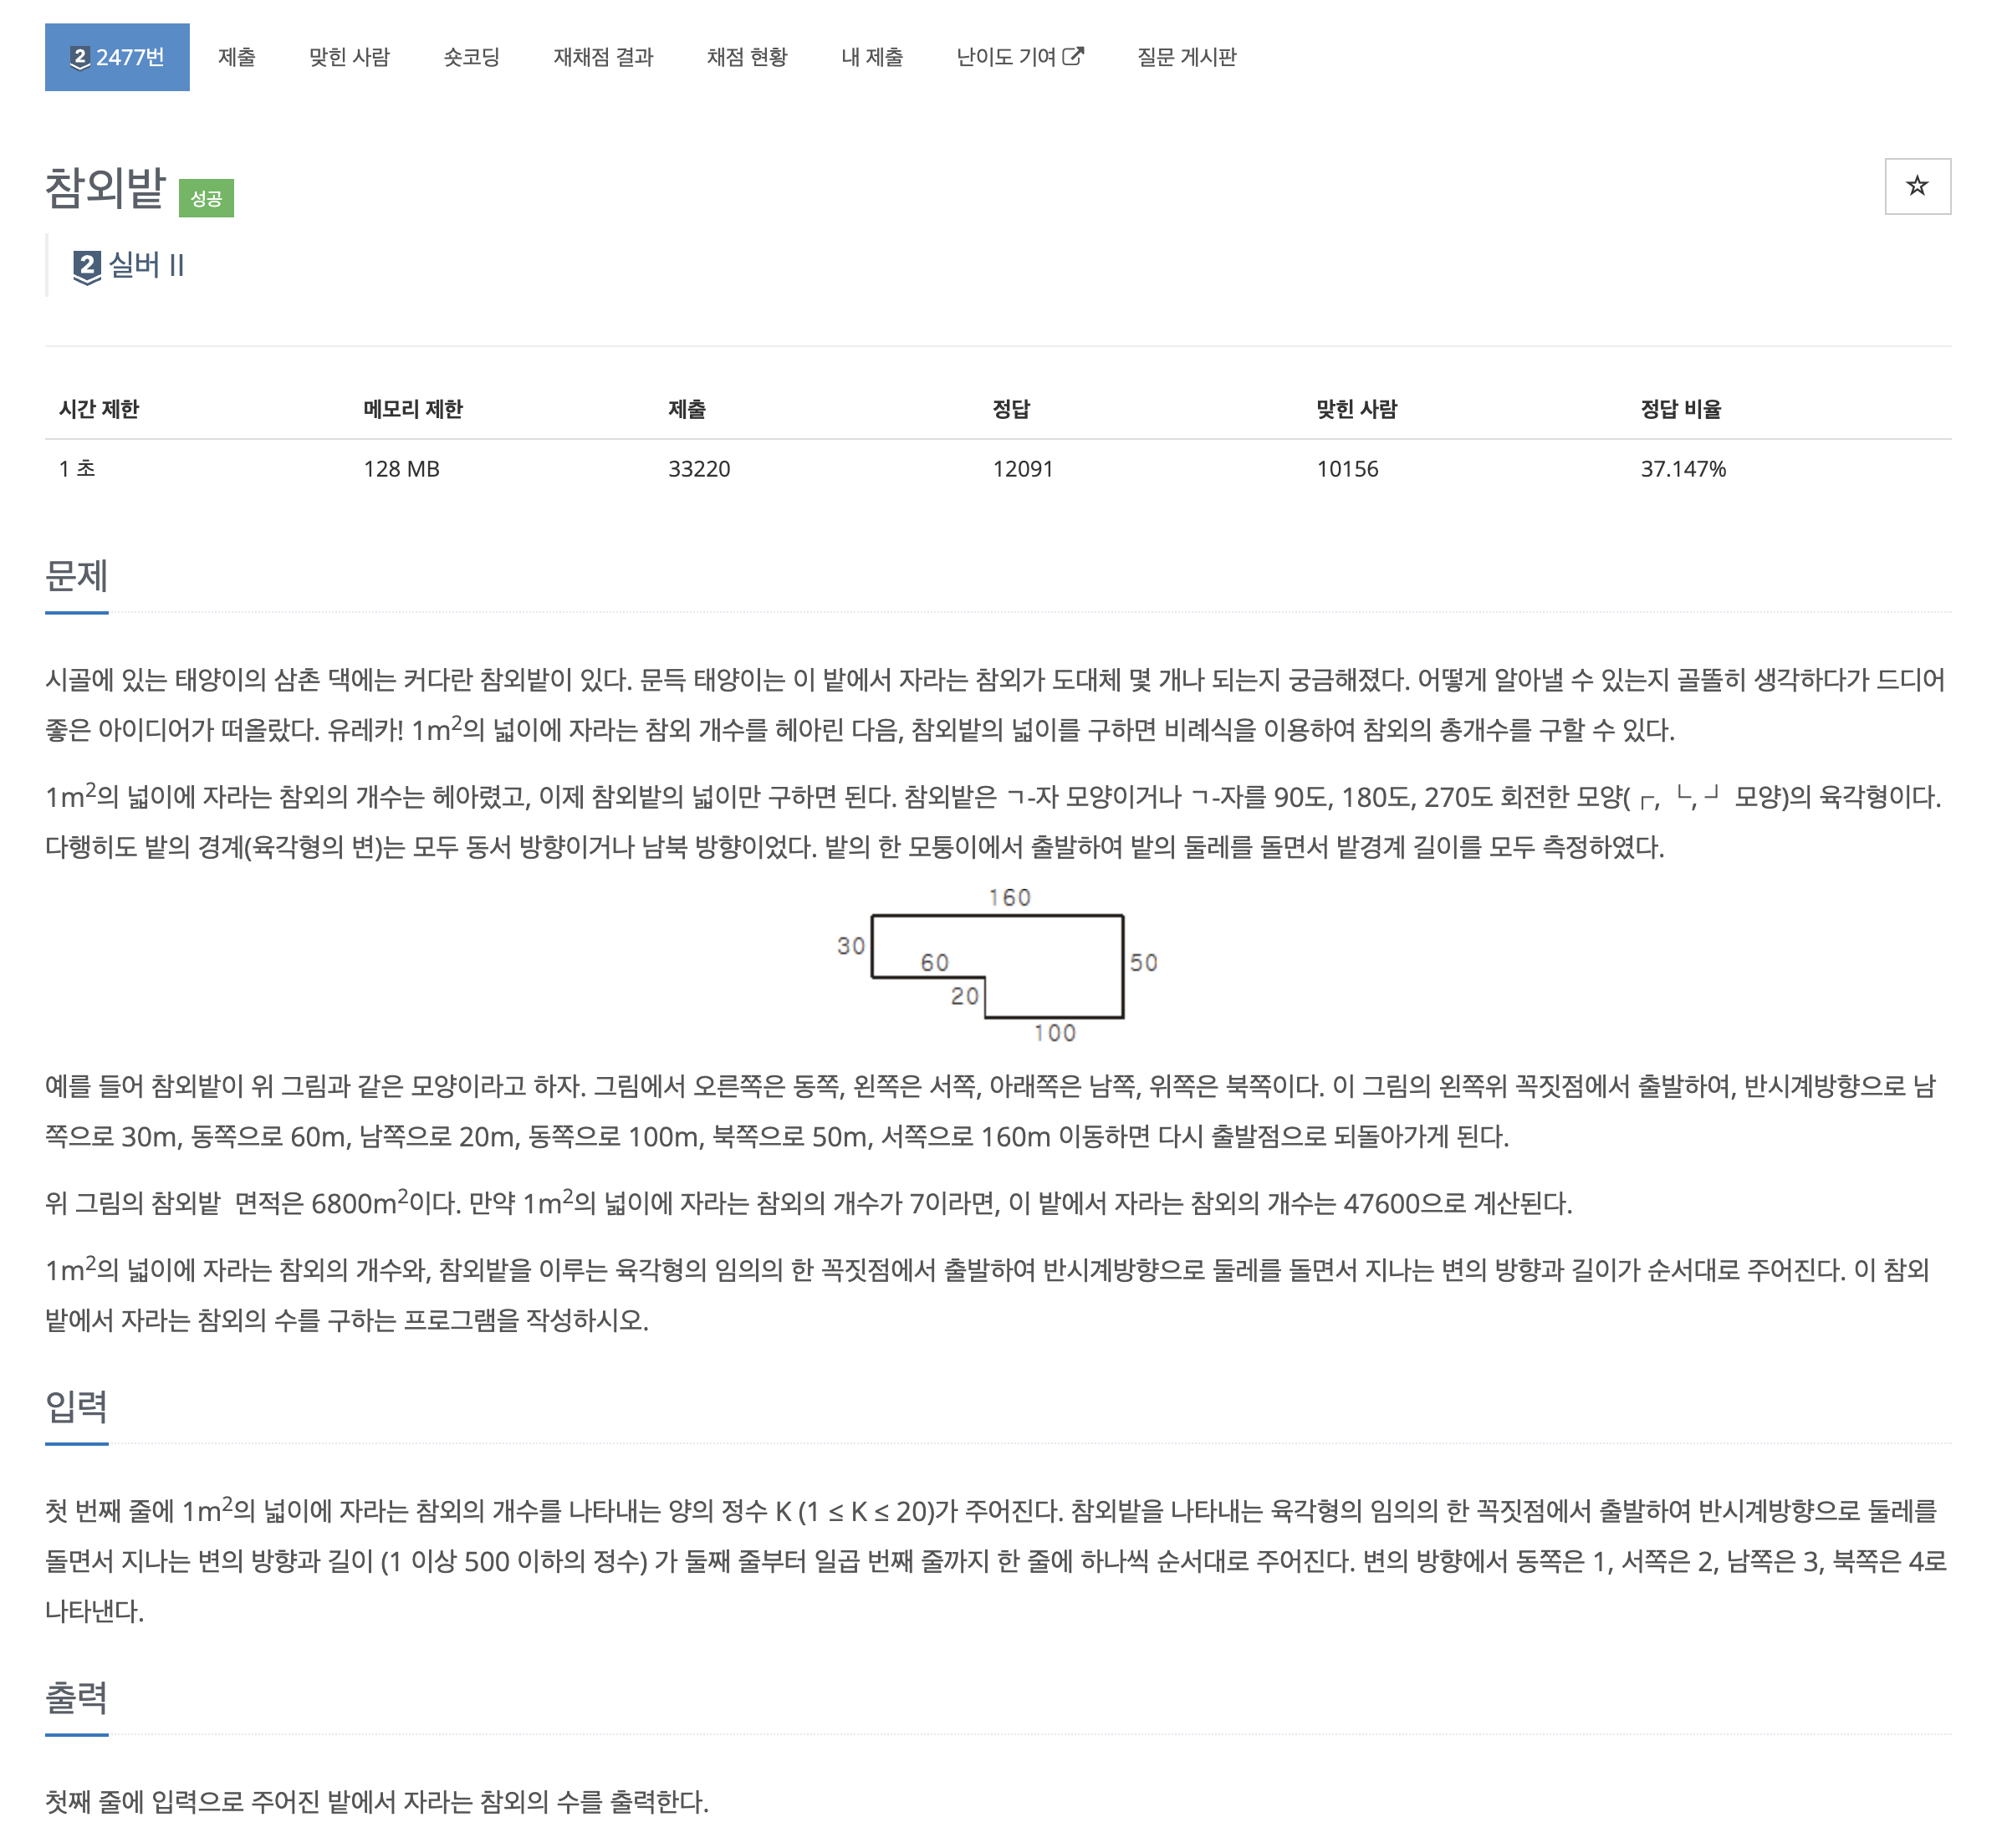 2 2477번 제출 맞힌 사람 숏코딩 재채점 결과 채점 현황 내 제출 난이도 기여 질문 게시판
참외밭 성공
2 실버 II
시간 제한 메모리 제한 제출 정답 맞힌 사람 정답 비율
1 초 128 MB 33220 12091 10156 37.147%
문제
시골에 있는 태양이의 삼촌 댁에는 커다란 참외밭이 있다. 문득 태양이는 이 밭에서 자라는 참외가 도대체 몇 개나 되는지 궁금해졌다. 어떻게 알아낼 수 있는지 골똘히 생각하다가 드디어
좋은 아이디어가 떠올랐다. 유레카! 1m²의 넓이에 자라는 참외 개수를 헤아린 다음, 참외밭의 넓이를 구하면 비례식을 이용하여 참외의 총개수를 구할 수 있다.
1m²의 넓이에 자라는 참외의 개수는 헤아렸고, 이제 참외밭의 넓이만 구하면 된다. 참외밭은 ㄱ-자 모양이거나 ㄱ-자를 90도, 180도, 270도 회전한 모양(┏, ┗, ┛ 모양)의 육각형이다.
다행히도 밭의 경계(육각형의 변)는 모두 동서 방향이거나 남북 방향이었다. 밭의 한 모퉁이에서 출발하여 밭의 둘레를 돌면서 밭경계 길이를 모두 측정하였다.
160
30
60
50
20
100
예를 들어 참외밭이 위 그림과 같은 모양이라고 하자. 그림에서 오른쪽은 동쪽, 왼쪽은 서쪽, 아래쪽은 남쪽, 위쪽은 북쪽이다. 이 그림의 왼쪽위 꼭짓점에서 출발하여, 반시계방향으로 남
쪽으로 30m, 동쪽으로 60m, 남쪽으로 20m, 동쪽으로 100m, 북쪽으로 50m, 서쪽으로 160m 이동하면 다시 출발점으로 되돌아가게 된다.
위 그림의 참외밭 면적은 6800m²이다. 만약 1m²의 넓이에 자라는 참외의 개수가 7이라면, 이 밭에서 자라는 참외의 개수는 47600으로 계산된다.
1m²의 넓이에 자라는 참외의 개수와, 참외밭을 이루는 육각형의 임의의 한 꼭짓점에서 출발하여 반시계방향으로 둘레를 돌면서 지나는 변의 방향과 길이가 순서대로 주어진다. 이 참외
밭에서 자라는 참외의 수를 구하는 프로그램을 작성하시오.
입력
첫 번째 줄에 1m²의 넓이에 자라는 참외의 개수를 나타내는 양의 정수 K (1 ≤ K ≤ 20)가 주어진다. 참외밭을 나타내는 육각형의 임의의 한 꼭짓점에서 출발하여 반시계방향으로 둘레를
돌면서 지나는 변의 방향과 길이 (1 이상 500 이하의 정수) 가 둘째 줄부터 일곱 번째 줄까지 한 줄에 하나씩 순서대로 주어진다. 변의 방향에서 동쪽은 1, 서쪽은 2, 남쪽은 3, 북쪽은 4로
나타낸다.
출력
첫째 줄에 입력으로 주어진 밭에서 자라는 참외의 수를 출력한다.